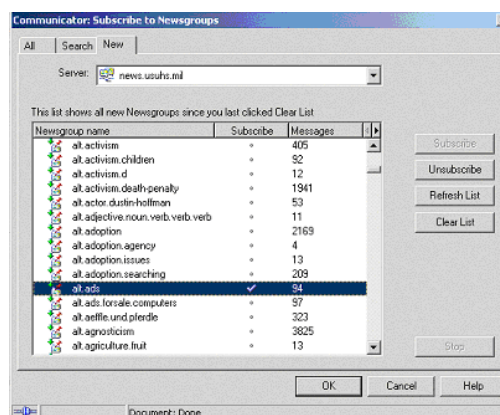 Communicator: Subscribe to Newsgroups
All Search New
Server: news.usuhs.mil
This list shows all new Newsgroups since you last clicked Clear List
Newsgroup name Subscribe Messages
alt.activism 405
alt.activism.children 92
alt.activism.d 12
alt.activism.death-penalty 1941
alt.actor.dustin-hoffman 53
alt.adjective.noun.verb.verb.verb 11
alt.adoption 2169
alt.adoption.agency 4
alt.adoption.issues 13
alt.adoption.searching 209
alt.ads 94
alt.ads.forsale.computers 97
alt.aeffle.und.pferdle 323
alt.agnosticism 3825
alt.agriculture.fruit 13
Subscribe
Unsubscribe
Refresh List
Clear List
Stop
OK Cancel Help
Document: Done